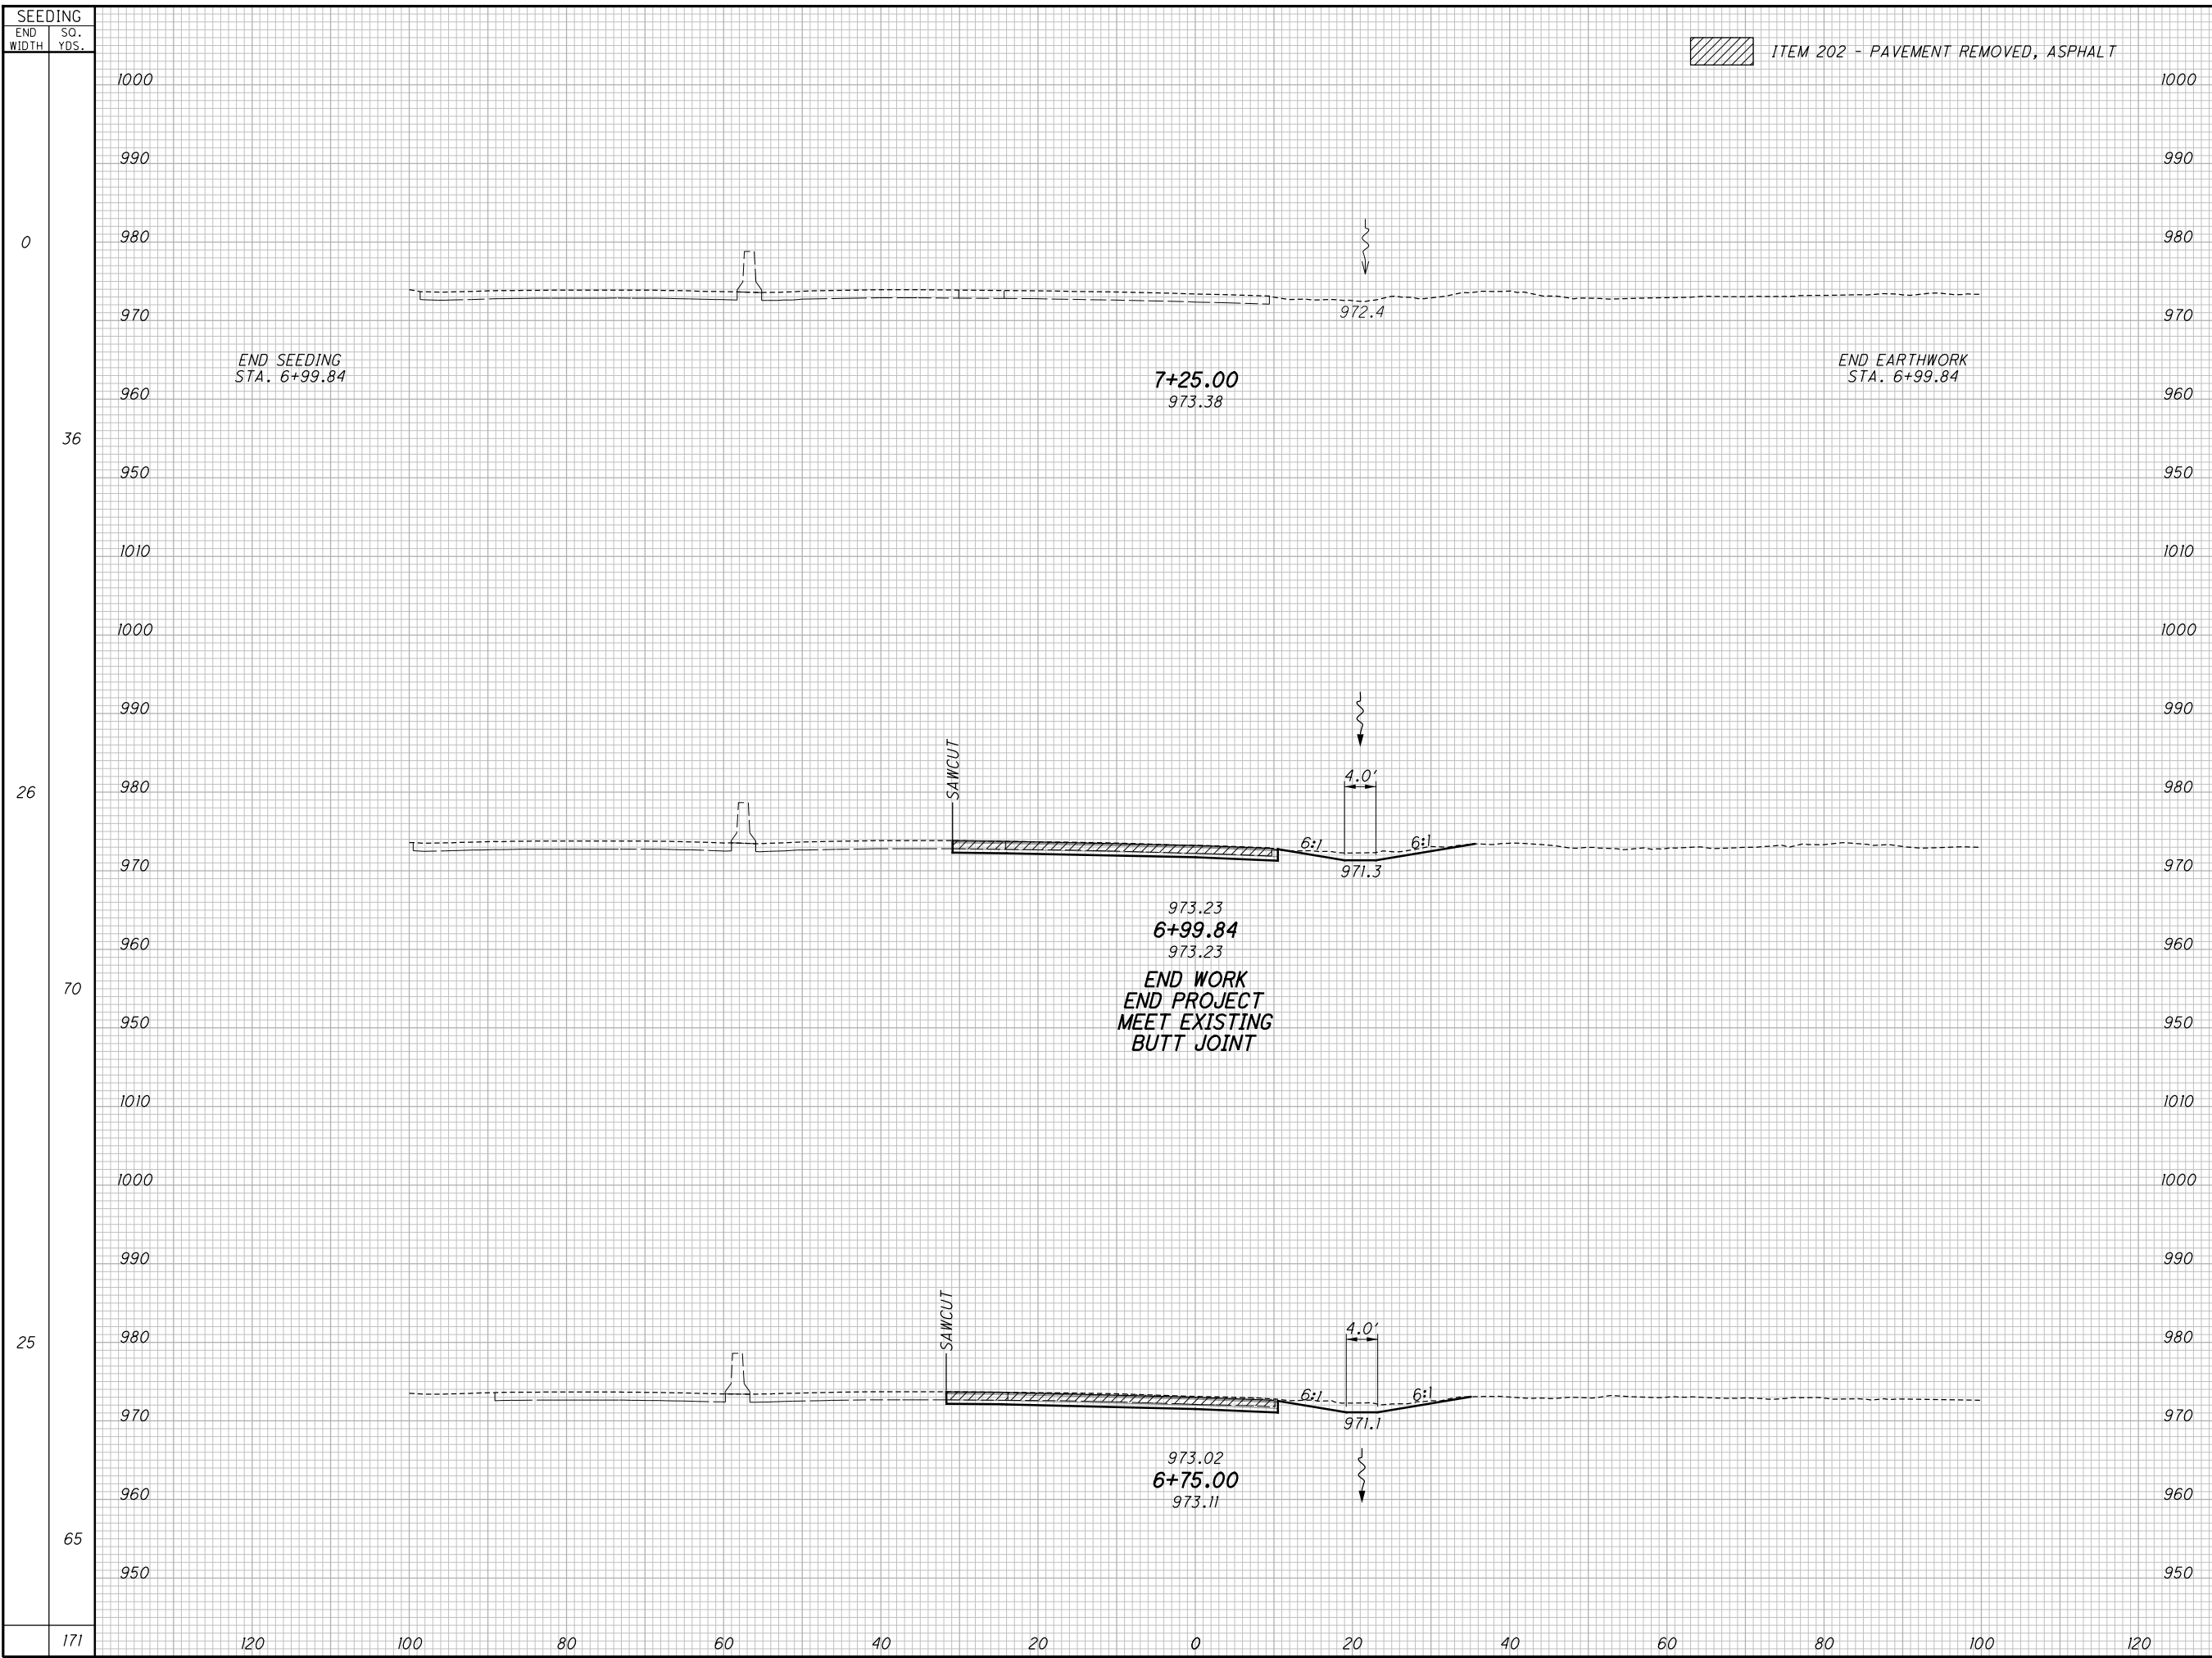 SEEDING
END WIDTH
SQ. YDS.
ITEM 202 - PAVEMENT REMOVED, ASPHALT
1000 1000
990 990
0 980 980
972.4
970 970
END SEEDING
STA. 6+99.84
END EARTHWORK
STA. 6+99.84
7+25.00
960 960
973.38
36
950 950
1010 1010
1000 1000
990 990
SAWCUT
4.0'
26 980 980
6:1 6:1
970 971.3 970
973.23
6+99.84
960 960
973.23
END WORK
70
END PROJECT
950 MEET EXISTING 950
BUTT JOINT
1010 1010
1000 1000
990 990
SAWCUT
4.0'
25 980 980
6:1 6:1
970 970
971.1
973.02
6+75.00
960 960
973.11
65
950 950
171 120 100 80 60 40 20 0 20 40 60 80 100 120